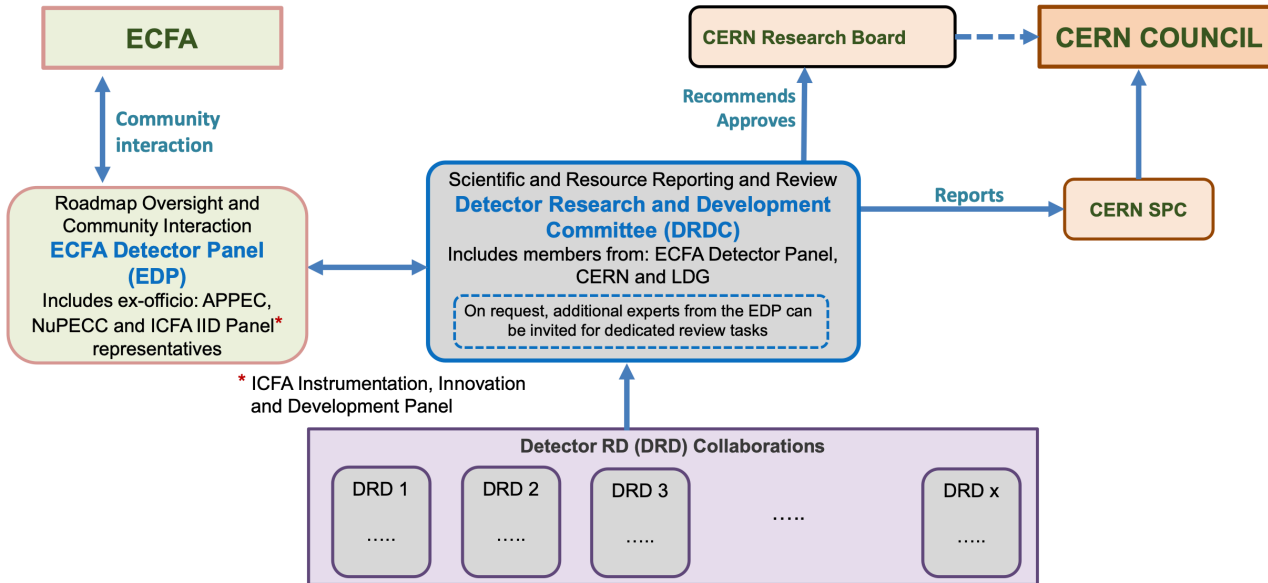 ECFA
CERN Research Board
CERN COUNCIL
Community
interaction
Recommends
Approves
Roadmap Oversight and
Community Interaction
ECFA Detector Panel
(EDP)
Includes ex-officio: APPEC,
NuPECC and ICFA IID Panel*
representatives
Scientific and Resource Reporting and Review
Detector Research and Development
Committee (DRDC)
Includes members from: ECFA Detector Panel,
CERN and LDG
On request, additional experts from the EDP can
be invited for dedicated review tasks
Reports
CERN SPC
* ICFA Instrumentation, Innovation
and Development Panel
Detector RD (DRD) Collaborations
DRD 1
.....
DRD 2
.....
DRD 3
.....
.....
DRD x
.....